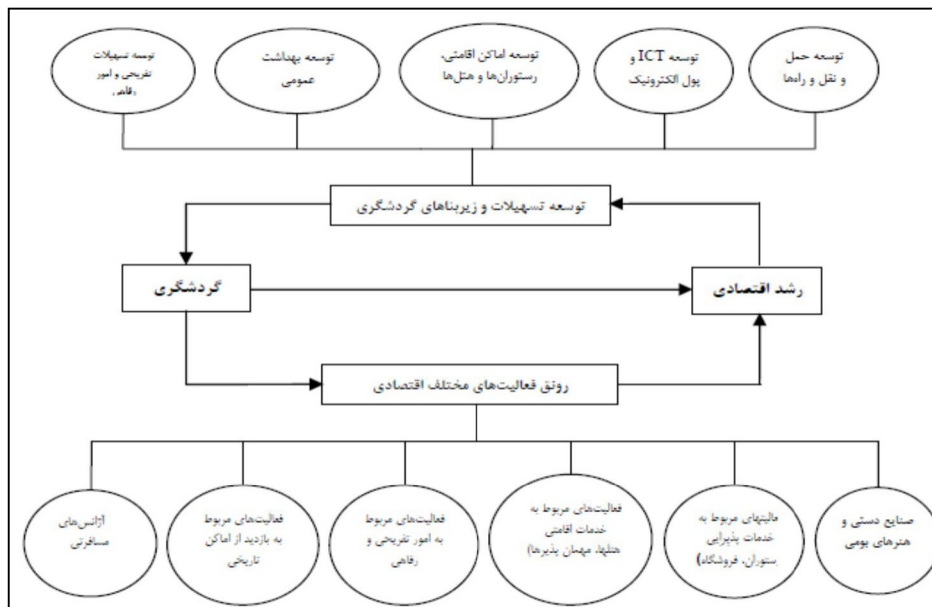 توسعه حمل
و نقل و راه‌ها
توسعه ICT و
پول الکترونیک
توسعه اماکن اقامتی،
رستوران‌ها و هتل‌ها
توسعه بهداشت
عمومی
توسعه تسهیلات
تفریحی و امور
رفاهی
توسعه تسهیلات و زیربناهای گردشگری
رشد اقتصادی
گردشگری
رونق فعالیت‌های مختلف اقتصادی
صنایع دستی و
هنرهای بومی
عالیتهای مربوط به
خدمات پذیرایی
ستوران، فروشگاه)
فعالیت‌های مربوط به
خدمات اقامتی
هتلها، مهمان پذیرها)
فعالیت‌های مربوط
به امور تفریحی و
رفاهی
فعالیت‌های مربوط
به بازدید از اماکن
تاریخی
آژانس‌های
مسافرتی